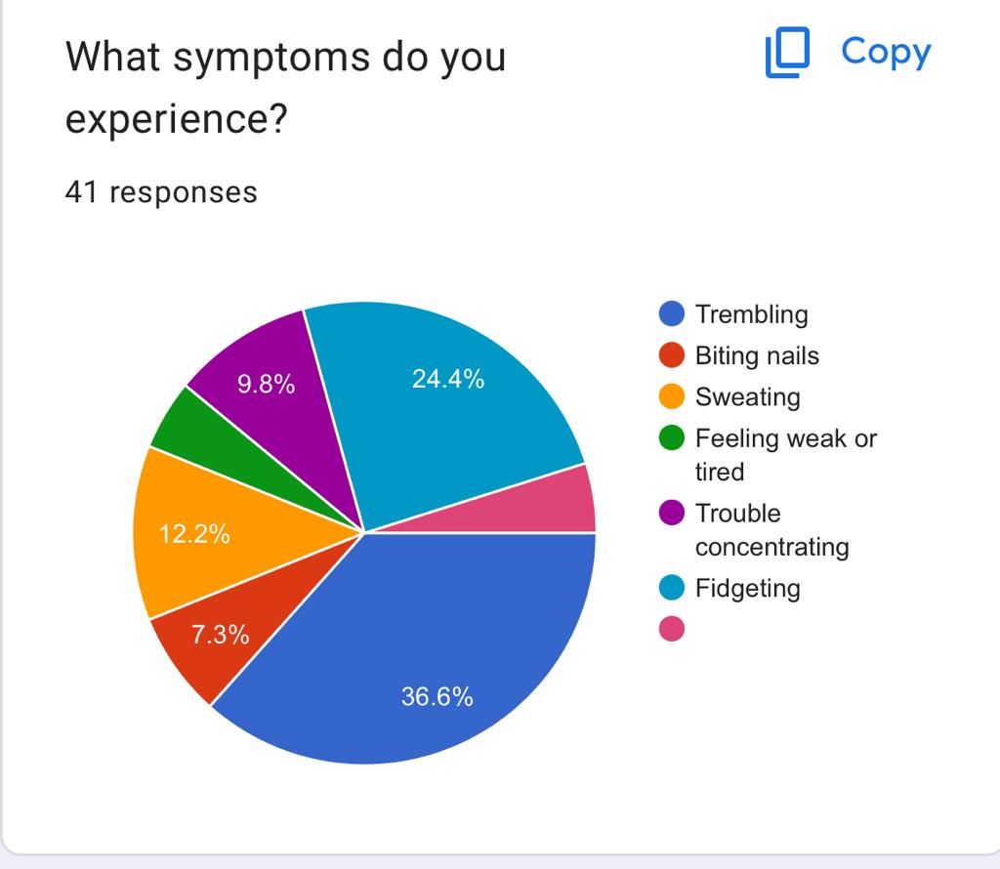 What symptoms do you
experience?
Copy
41 responses
9.8%
24.4%
12.2%
7.3%
36.6%
Trembling
Biting nails
Sweating
Feeling weak or
tired
Trouble
concentrating
Fidgeting